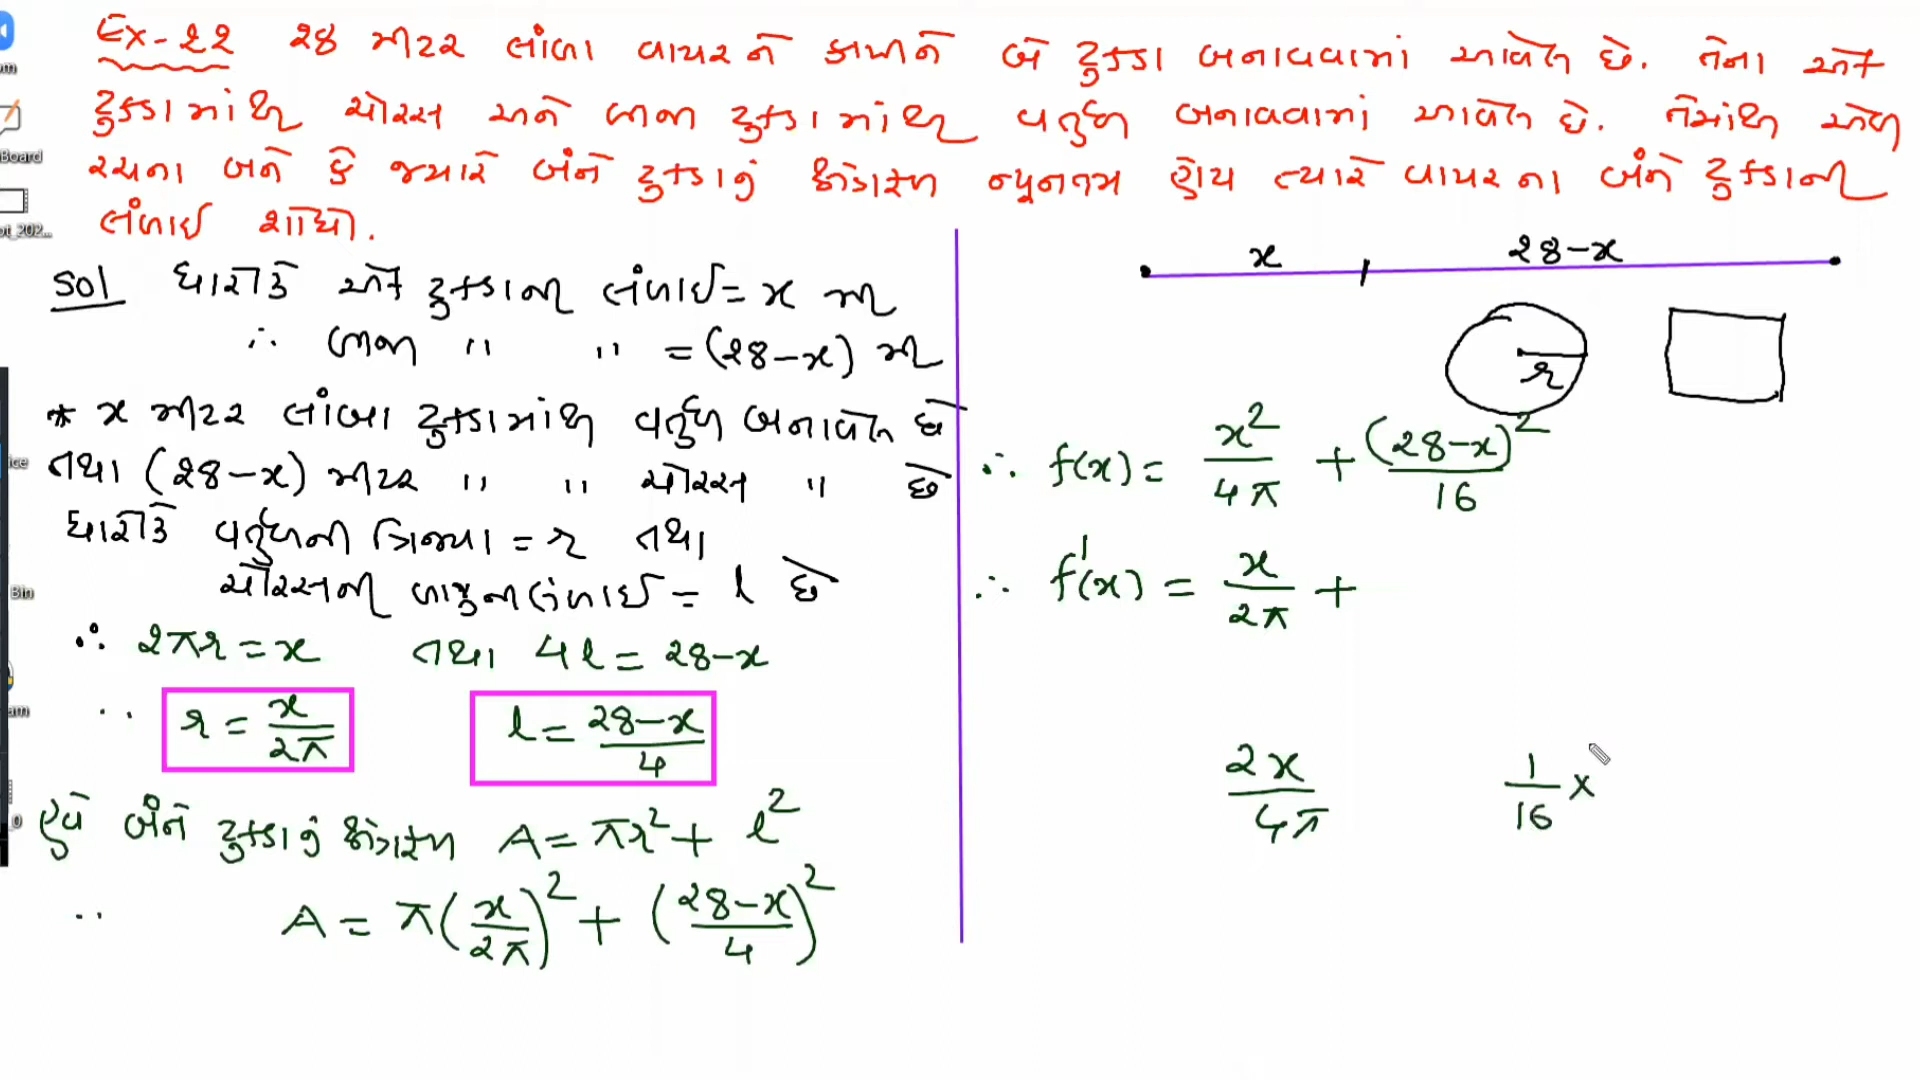 Ex-22 28 મીટર લાંબા વાયરને કાપીને બે ટુકડા બનાવવામાં આવેલ છે. તેના એક
ટુકડામાંથી ચોરસ અને બીજા ટુકડામાંથી વર્તુળ બનાવવામાં આવેલ છે. તેમાંથી એવી
રચના બને કે જ્યારે બંને ટુકડાનું ક્ષેત્રફળ ન્યૂનતમ હોય ત્યારે વાયરના બંને ટુકડાની
લંબાઈ શોધો.
Sol ધારોકે એક ટુકડાની લંબાઈ = x મી
∴ બીજા " " = (28-x) મી
* x મીટર લાંબા ટુકડામાંથી વર્તુળ બનાવેલ છે
તથા (28-x) મીટર " " ચોરસ " છે
ધારોકે વર્તુળની ત્રિજ્યા = r તથા
ચોરસની બાજુની લંબાઈ = l છે
∴ 2πr = x તથા 4l = 28-x
∴ r = x/2π l = (28-x)/4
હવે બંને ટુકડાનું ક્ષેત્રફળ A = πr² + l²
∴ A = π(x/2π)² + ((28-x)/4)²
x 28-x
r
∴ f(x) = x²/4π + (28-x)²/16
∴ f'(x) = x/2π +
2x/4π 1/16 ×
Board
Bin